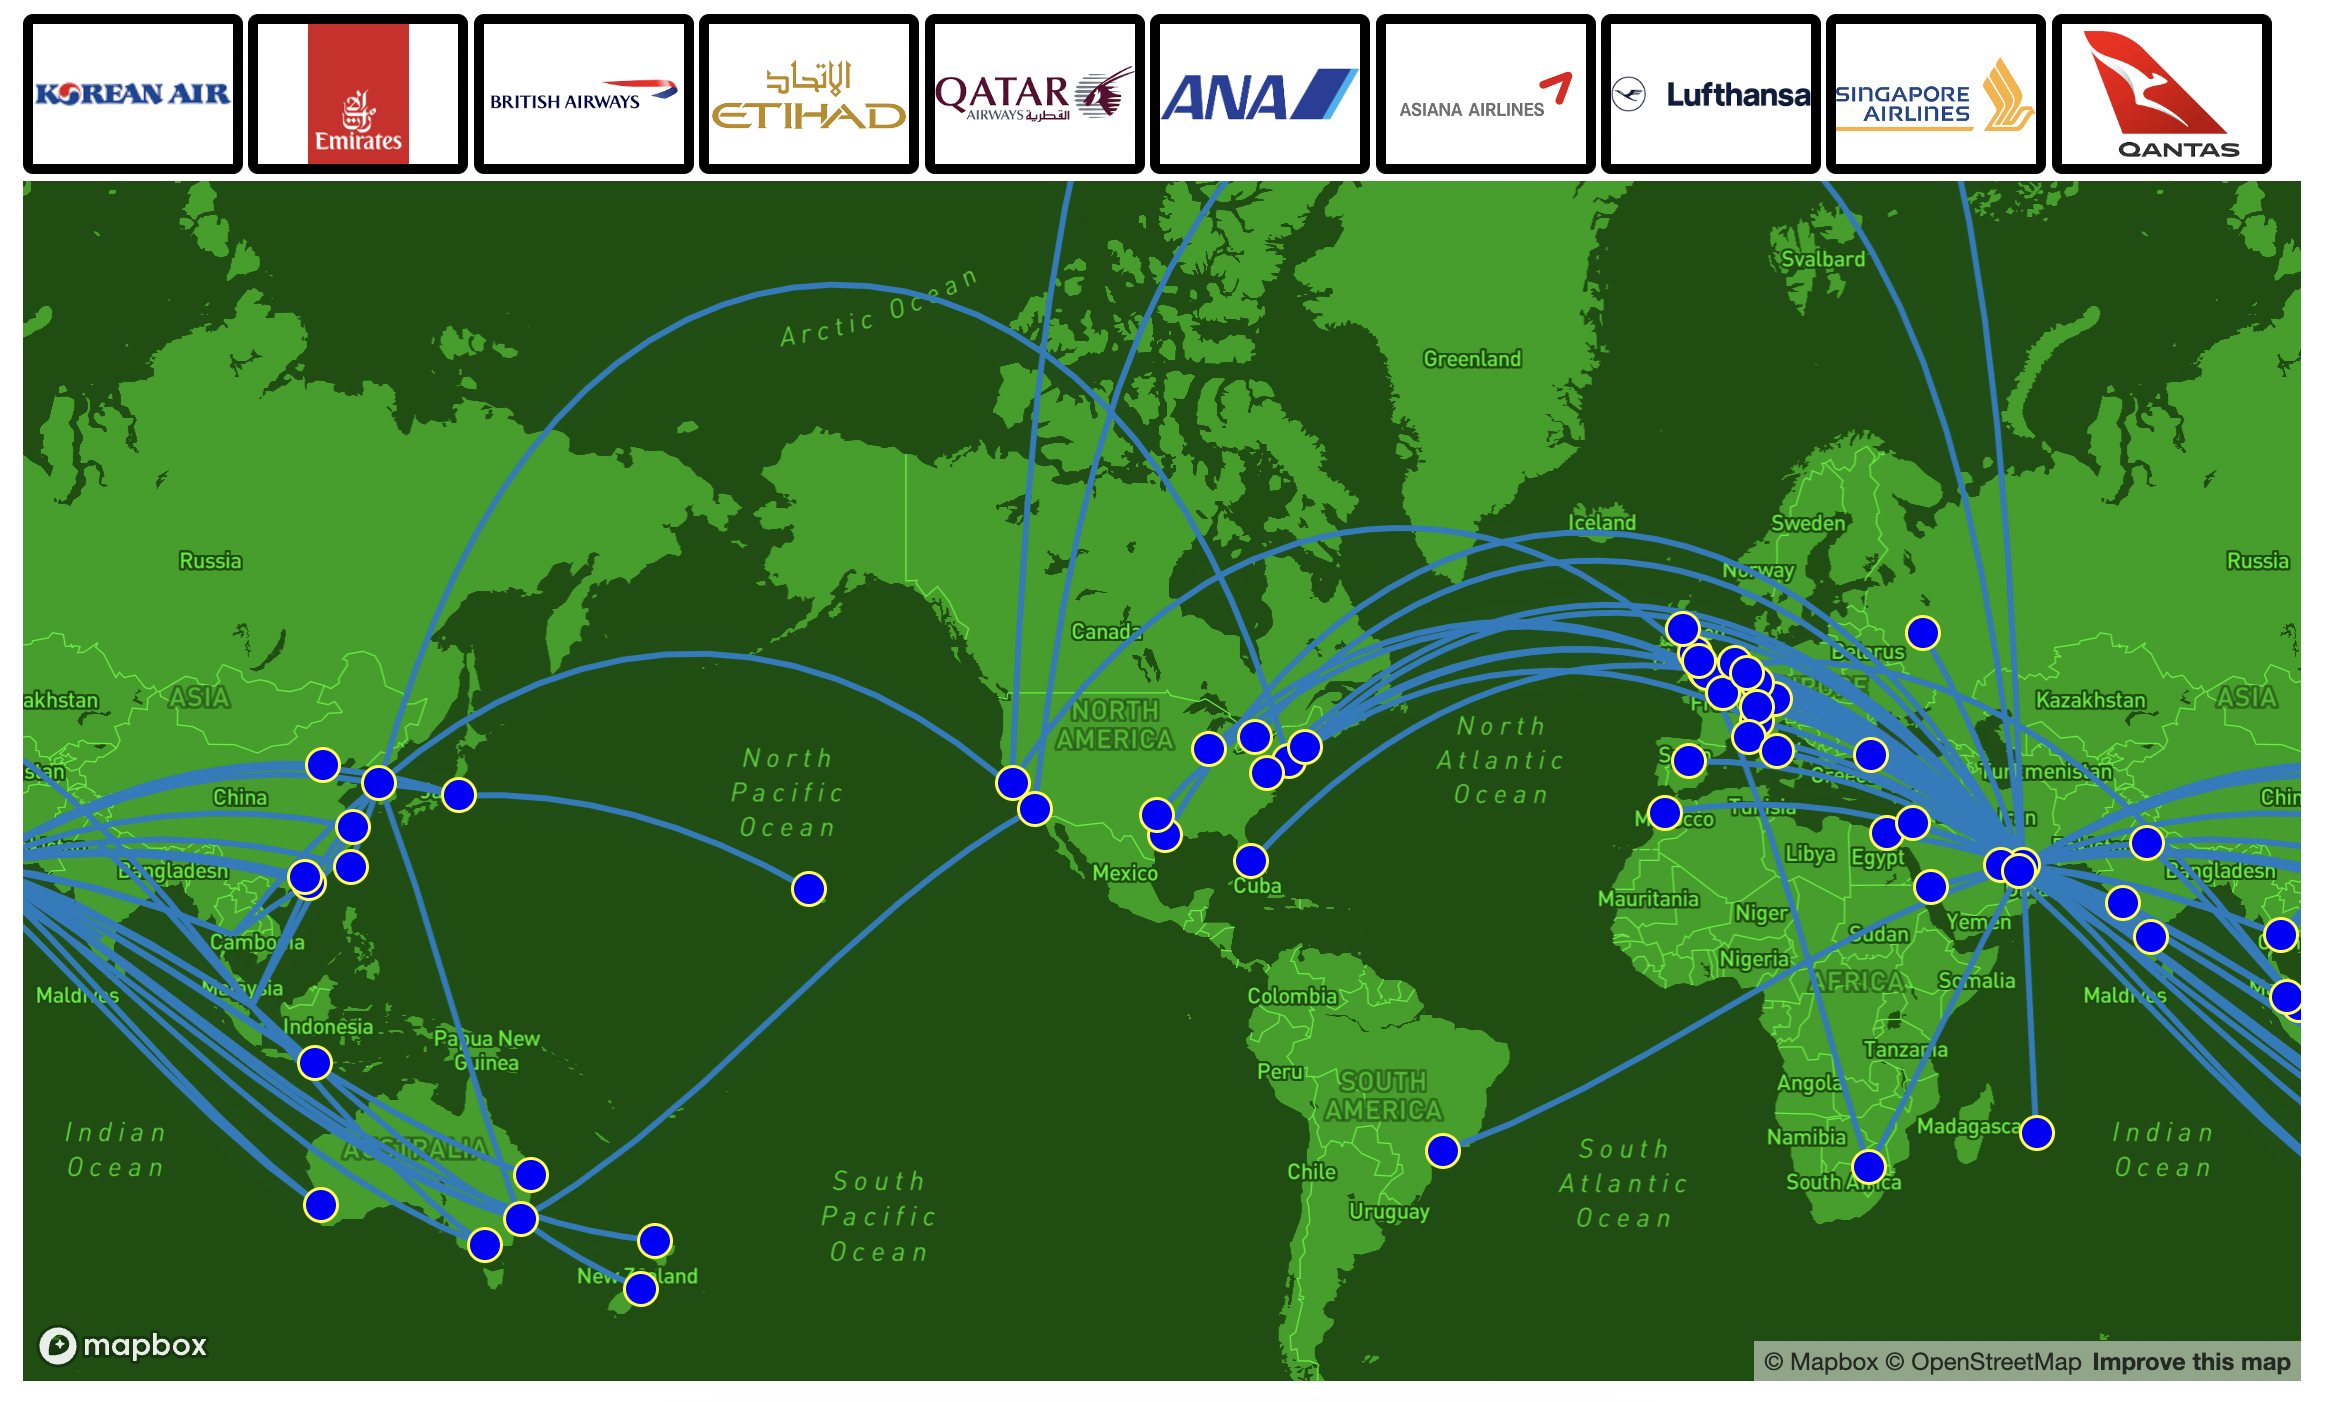 KOREAN AIR
Emirates
BRITISH AIRWAYS
الإتحاد
ETIHAD
QATAR
AIRWAYS القطرية
ANA
ASIANA AIRLINES
Lufthansa
SINGAPORE
AIRLINES
QANTAS
Svalbard
Arctic Ocean
Greenland
Iceland
Sweden
Russia
Norway
Russia
Canada
Belarus
akhstan
ASIA
NORTH
AMERICA
Kazakhstan
ASIA
North
Pacific
Ocean
North
Atlantic
Ocean
stan
China
Turkmenistan
Chin
Tunisia
Bangladesh
Mexico
Cuba
Libya
Egypt
Bangladesh
Mauritania
Niger
Sudan
Yemen
Cambodia
Nigeria
AFRICA
Somalia
Maldives
Malaysia
Colombia
Maldives
Indonesia
Papua New
Guinea
Peru
SOUTH
AMERICA
Tanzania
Angola
Indian
Ocean
AUSTRALIA
South
Pacific
Ocean
Chile
Uruguay
South
Atlantic
Ocean
Namibia
Madagasca
South Africa
Indian
Ocean
New Zealand
mapbox
© Mapbox © OpenStreetMap Improve this map